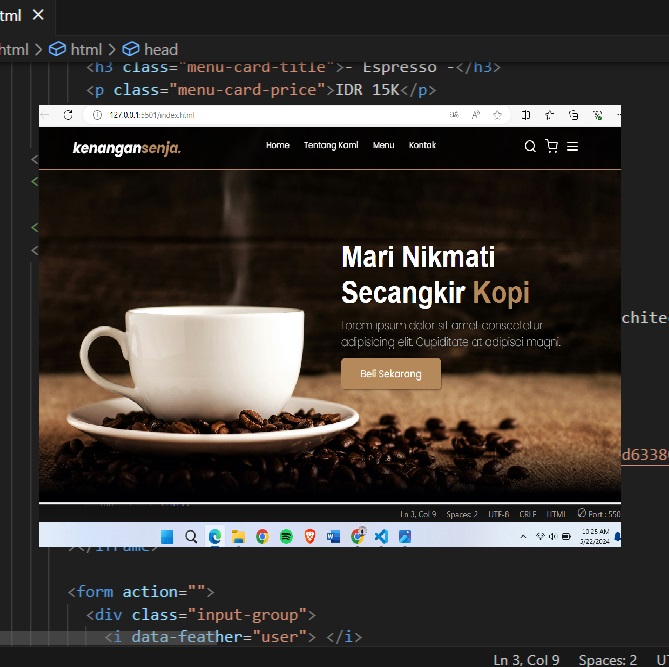 tml ×
html > html > head
<h3 class="menu-card-title">- Espresso -</h3>
<p class="menu-card-price">IDR 15K</p>
127.0.0.1:5501/index.html
kenangansenja.
Home Tentang Kami Menu Kontak
Mari Nikmati
Secangkir Kopi
Lorem ipsum dolor sit amet consectetur
adipisicing elit. Cupiditate at adipisci magni.
Beli Sekarang
chite
d6338
Ln 3, Col 9 Spaces: 2 UTF-8 CRLF HTML Port : 550
10:25 AM
5/22/2024
></iframe>
<form action="">
<div class="input-group">
<i data-feather="user"> </i>
Ln 3, Col 9 Spaces: 2 U